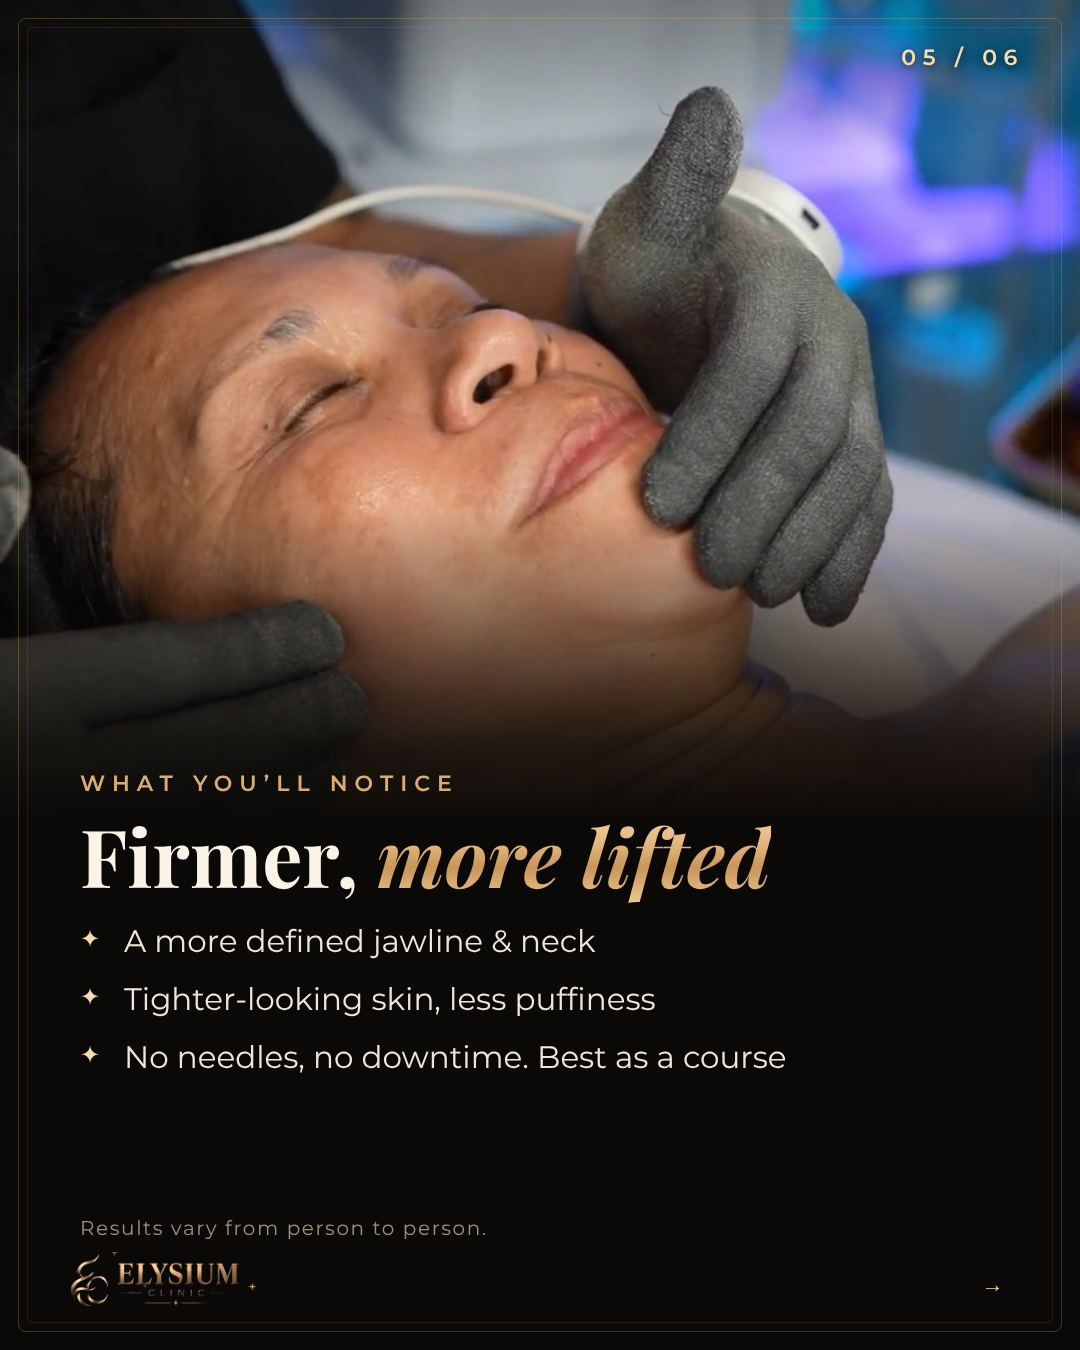 05 / 06
WHAT YOU’LL NOTICE
Firmer, more lifted
✦ A more defined jawline & neck
✦ Tighter-looking skin, less puffiness
✦ No needles, no downtime. Best as a course
Results vary from person to person.
ELYSIUM
CLINIC
→